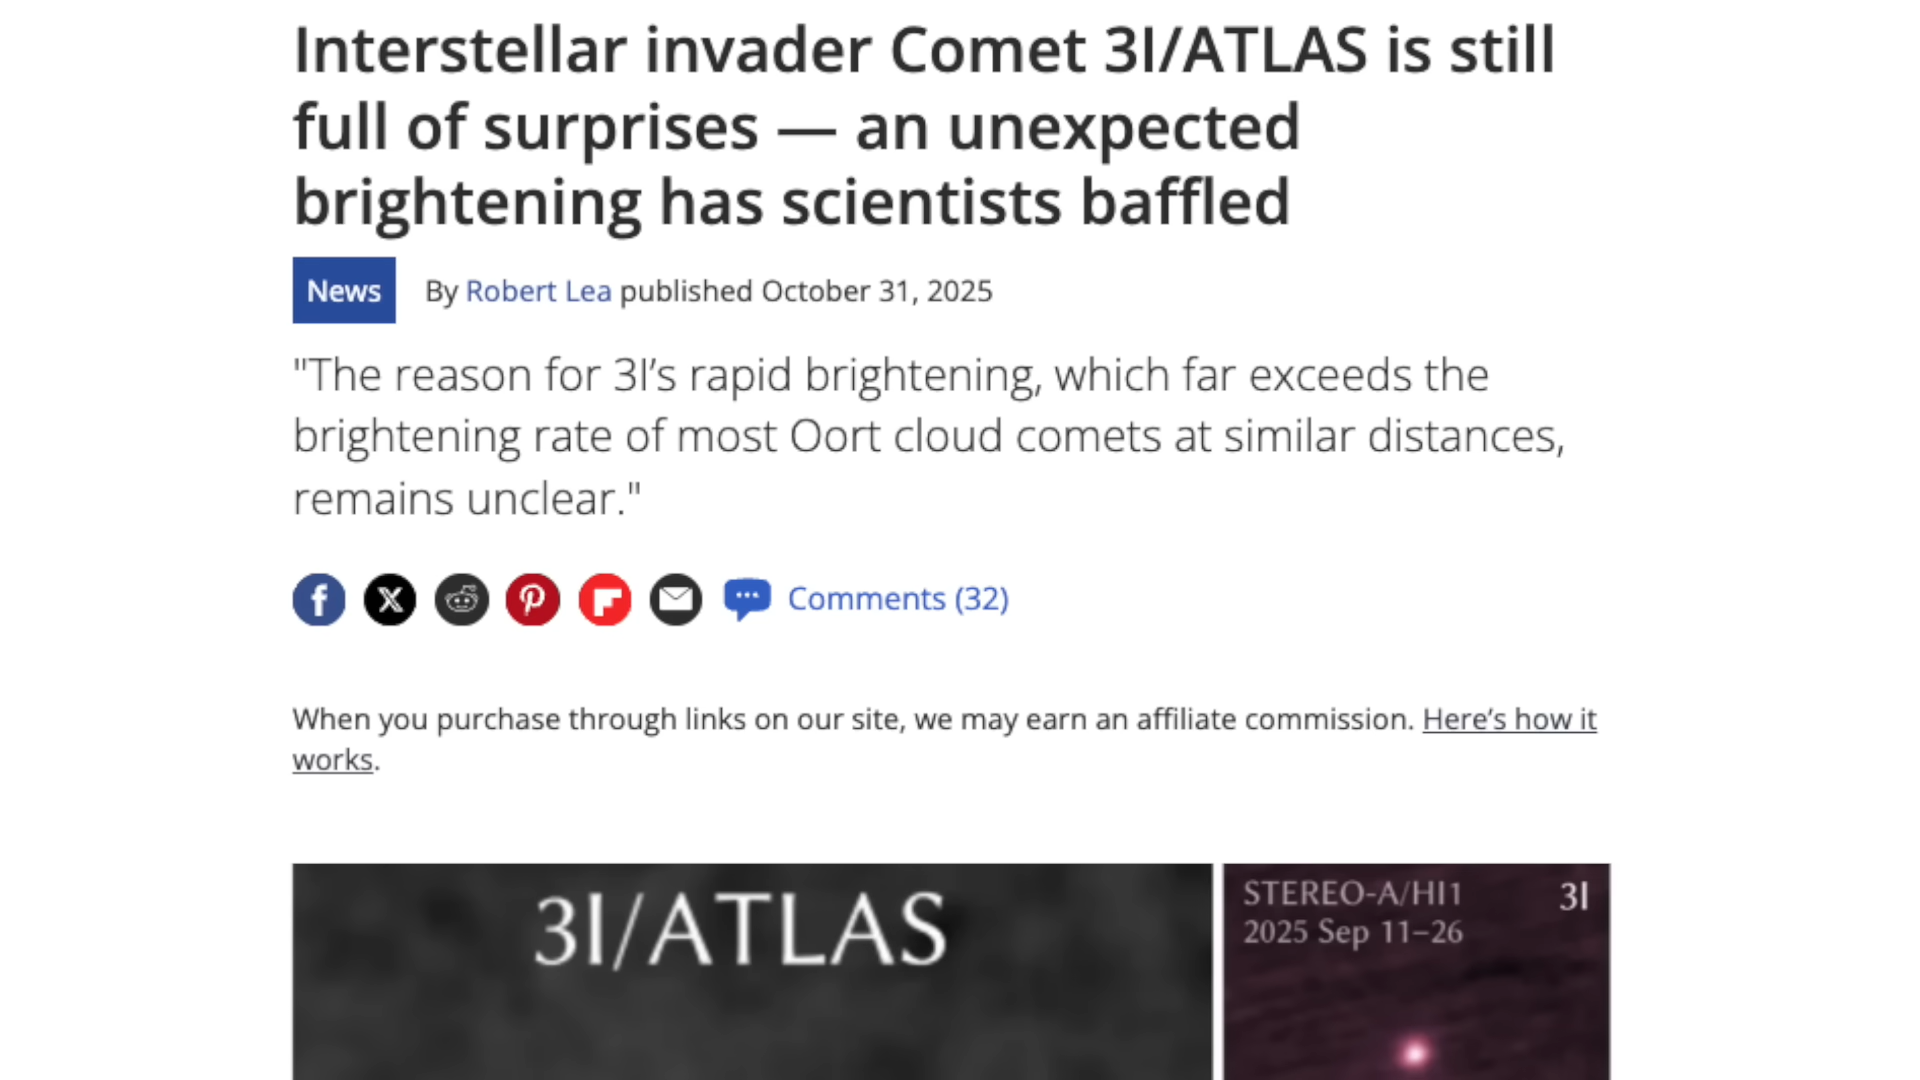 Interstellar invader Comet 3I/ATLAS is still
full of surprises — an unexpected
brightening has scientists baffled
News
By Robert Lea published October 31, 2025
"The reason for 3I’s rapid brightening, which far exceeds the
brightening rate of most Oort cloud comets at similar distances,
remains unclear."
Comments (32)
When you purchase through links on our site, we may earn an affiliate commission. Here’s how it
works.
3I/ATLAS
STEREO-A/HI1
3I
2025 Sep 11–26